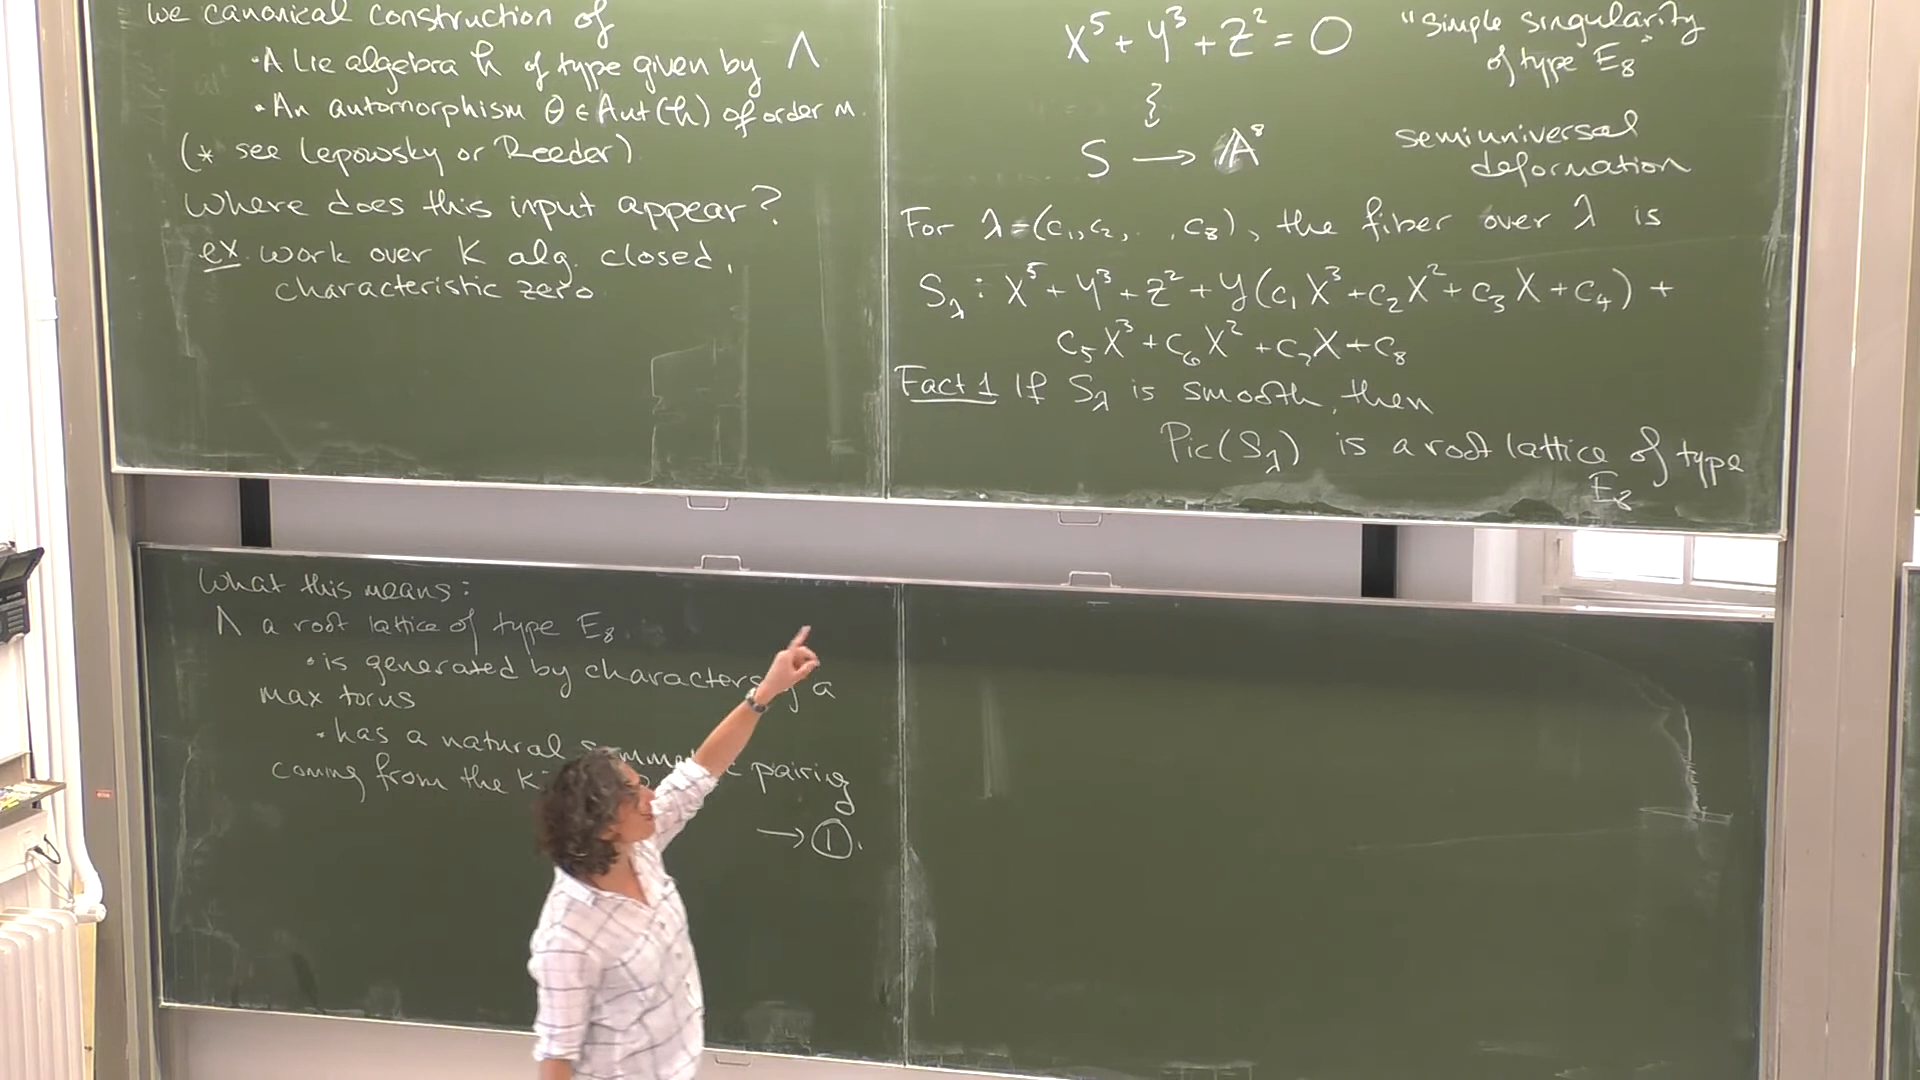 we canonical construction of
· A Lie algebra h of type given by Λ
· An automorphism θ ∈ Aut(h) of order m.
(* see Lepowsky or Reeder)
Where does this input appear?
ex. work over K alg. closed,
characteristic zero
X⁵ + Y³ + Z² = 0 "simple singularity
of type E₈"
S → A⁸ semiuniversal
deformation
For λ = (c₁, c₂, . , c₈), the fiber over λ is
S_λ : X⁵ + Y³ + Z² + Y(c₁X³ + c₂X² + c₃X + c₄) +
c₅X³ + c₆X² + c₇X + c₈
Fact 1 If S_λ is smooth, then
Pic(S_λ) is a root lattice of type
E₈
What this means:
Λ a root lattice of type E₈.
· is generated by characters a
max torus
· has a natural pairing
coming from the
→ ①.